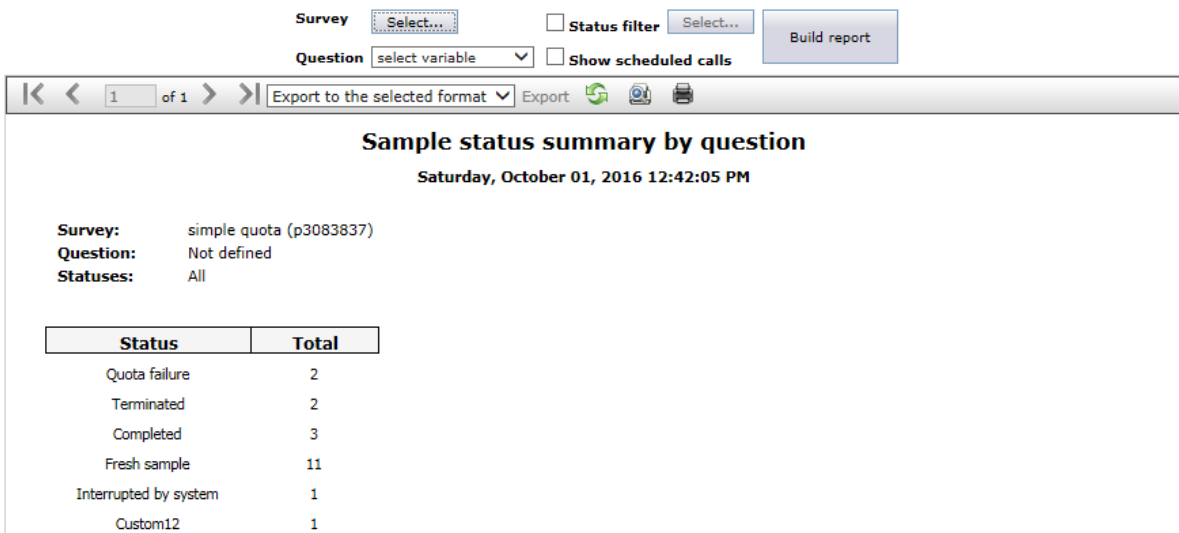 Survey Select... Status filter Select... Build report
Question select variable Show scheduled calls
1 of 1 Export to the selected format Export
Sample status summary by question
Saturday, October 01, 2016 12:42:05 PM
Survey: simple quota (p3083837)
Question: Not defined
Statuses: All
Status Total
Quota failure 2
Terminated 2
Completed 3
Fresh sample 11
Interrupted by system 1
Custom12 1